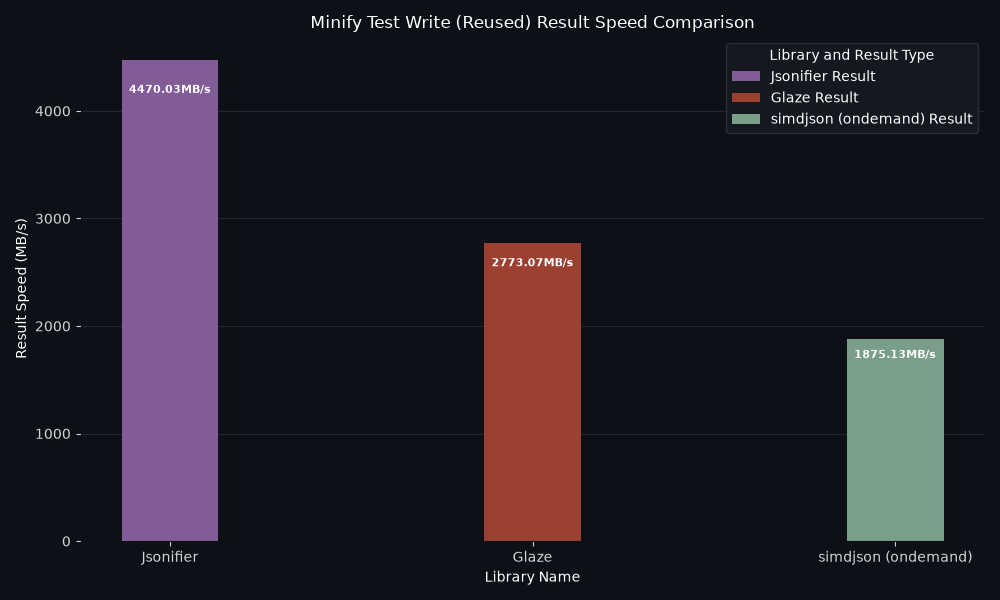 Minify Test Write (Reused) Result Speed Comparison
Library and Result Type
Jsonifier Result
Glaze Result
simdjson (ondemand) Result
4470.03MB/s
2773.07MB/s
1875.13MB/s
Result Speed (MB/s)
4000
3000
2000
1000
0
Jsonifier
Glaze
simdjson (ondemand)
Library Name